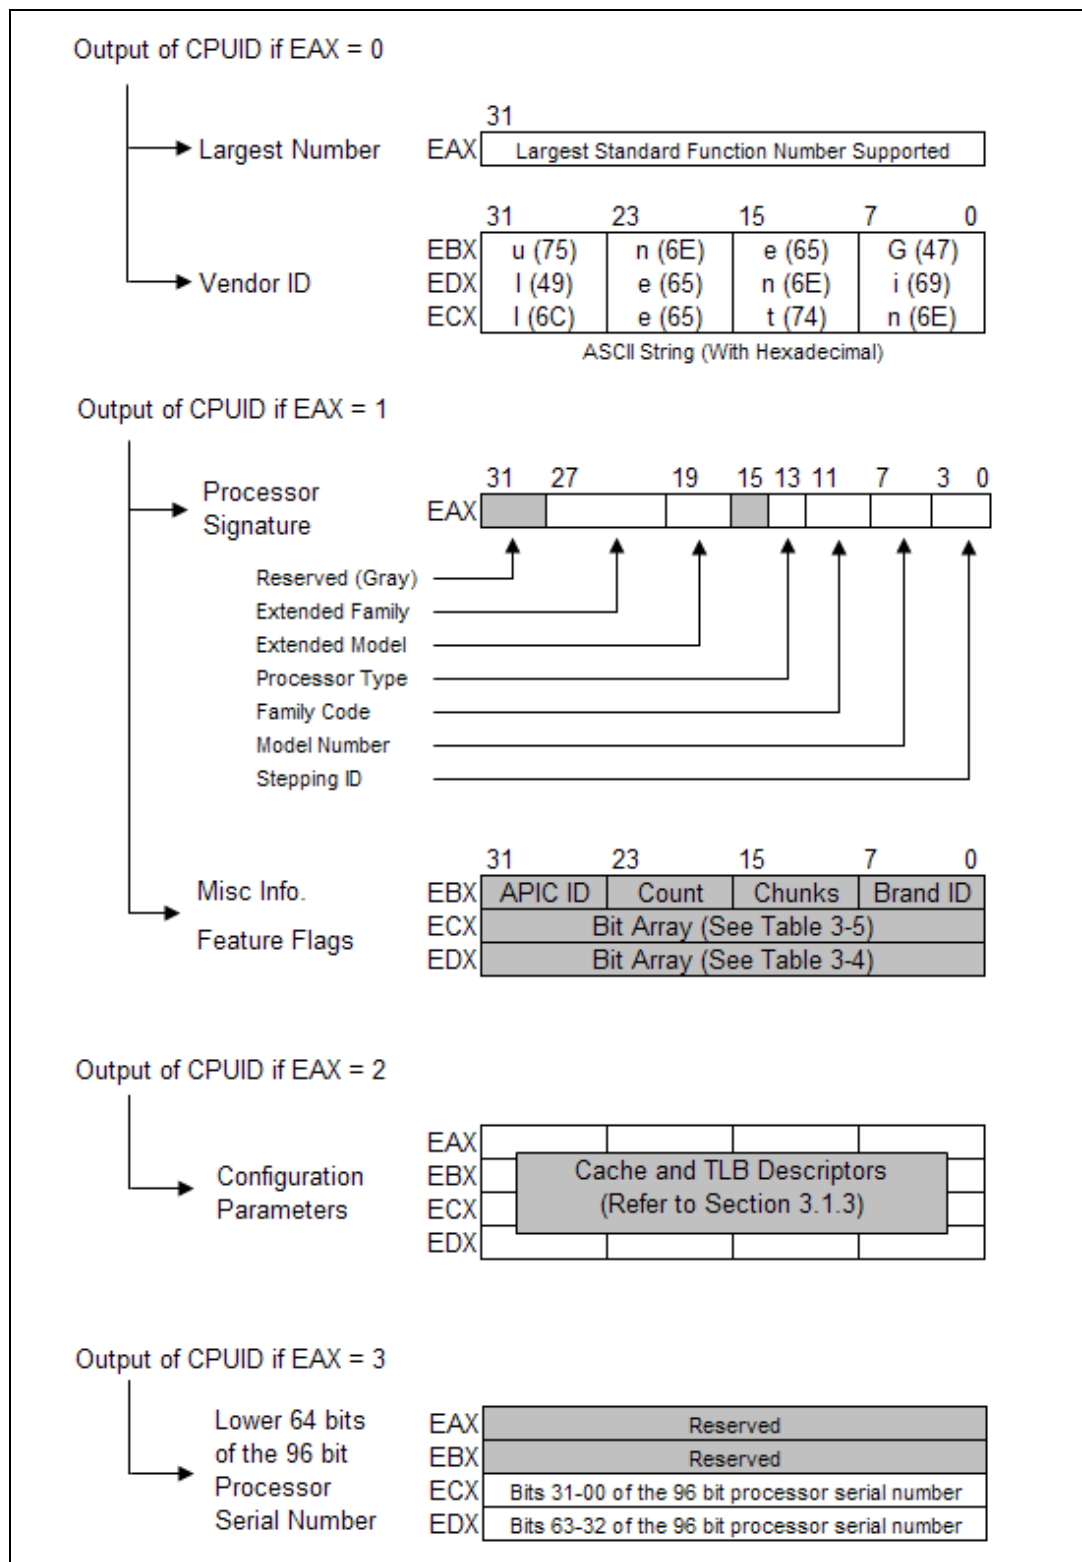 Output of CPUID if EAX = 0
31
Largest Number EAX Largest Standard Function Number Supported
31 23 15 7 0
EBX u (75) n (6E) e (65) G (47)
Vendor ID EDX I (49) e (65) n (6E) i (69)
ECX l (6C) e (65) t (74) n (6E)
ASCII String (With Hexadecimal)
Output of CPUID if EAX = 1
31 27 19 15 13 11 7 3 0
Processor
Signature
EAX
Reserved (Gray)
Extended Family
Extended Model
Processor Type
Family Code
Model Number
Stepping ID
31 23 15 7 0
Misc Info. EBX APIC ID Count Chunks Brand ID
ECX Bit Array (See Table 3-5)
Feature Flags EDX Bit Array (See Table 3-4)
Output of CPUID if EAX = 2
EAX
Configuration EBX Cache and TLB Descriptors
Parameters ECX (Refer to Section 3.1.3)
EDX
Output of CPUID if EAX = 3
Lower 64 bits EAX Reserved
of the 96 bit EBX Reserved
Processor ECX Bits 31-00 of the 96 bit processor serial number
Serial Number EDX Bits 63-32 of the 96 bit processor serial number